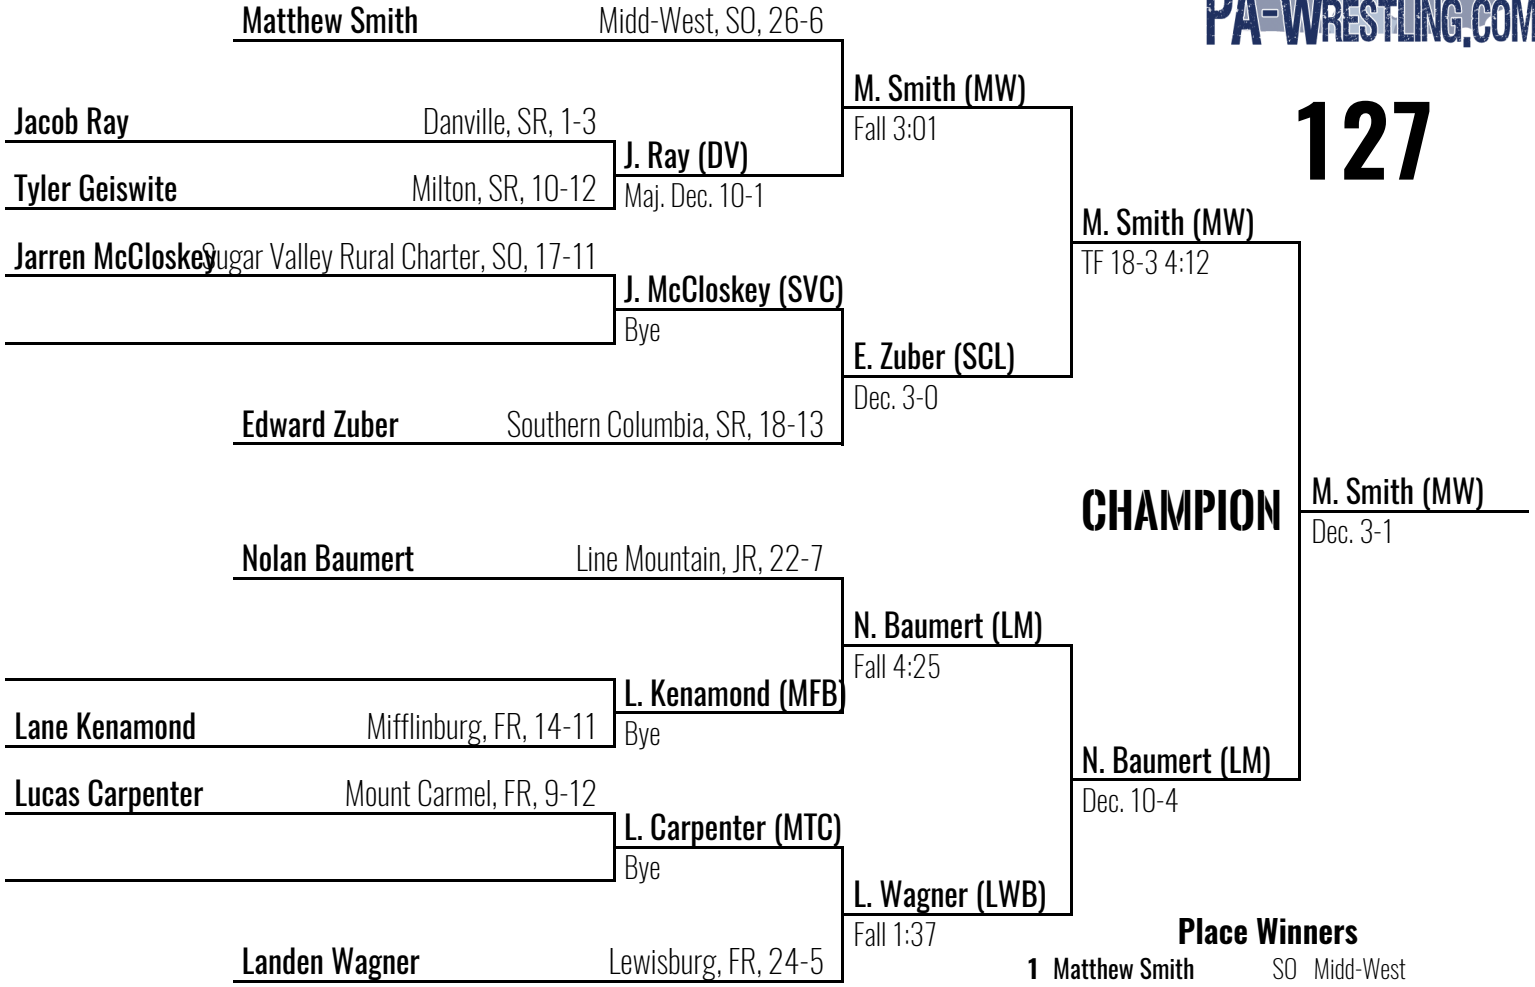 PA-WRESTLING.COM
127
Matthew Smith Midd-West, SO, 26-6
Jacob Ray Danville, SR, 1-3
Tyler Geiswite Milton, SR, 10-12
Jarren McCloskey Sugar Valley Rural Charter, SO, 17-11
Edward Zuber Southern Columbia, SR, 18-13
Nolan Baumert Line Mountain, JR, 22-7
Lane Kenamond Mifflinburg, FR, 14-11
Lucas Carpenter Mount Carmel, FR, 9-12
Landen Wagner Lewisburg, FR, 24-5
J. Ray (DV)
Maj. Dec. 10-1
J. McCloskey (SVC)
Bye
L. Kenamond (MFB)
Bye
L. Carpenter (MTC)
Bye
M. Smith (MW)
Fall 3:01
E. Zuber (SCL)
Dec. 3-0
N. Baumert (LM)
Fall 4:25
L. Wagner (LWB)
Fall 1:37
M. Smith (MW)
TF 18-3 4:12
N. Baumert (LM)
Dec. 10-4
CHAMPION
M. Smith (MW)
Dec. 3-1
Place Winners
1 Matthew Smith SO Midd-West